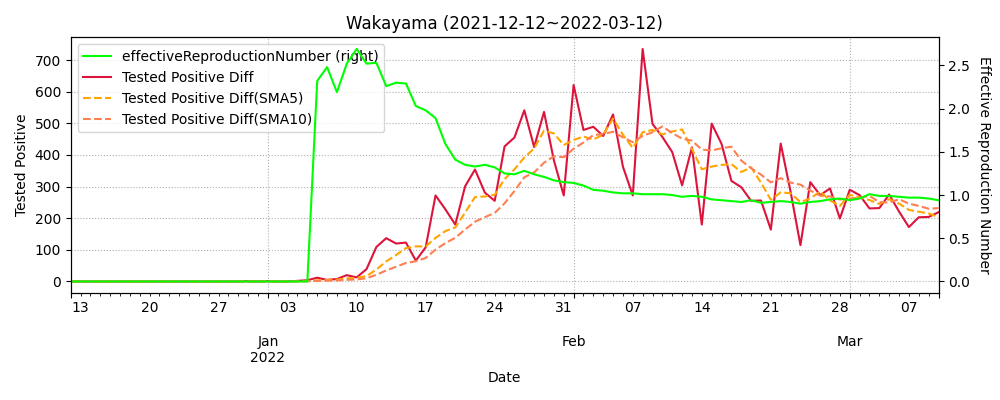 Wakayama (2021-12-12~2022-03-12)
effectiveReproductionNumber (right)
Tested Positive Diff
Tested Positive Diff(SMA5)
Tested Positive Diff(SMA10)
Tested Positive
700
600
500
400
300
200
100
0
Effective Reproduction Number
2.5
2.0
1.5
1.0
0.5
0.0
13 20 27 03 10 17 24 31 07 14 21 28 07
Jan Feb Mar
2022
Date